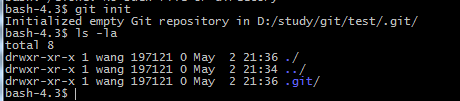 bash-4.3$ git init
Initialized empty Git repository in D:/study/git/test/.git/
bash-4.3$ ls -la
total 8
drwxr-xr-x 1 wang 197121 0 May  2 21:36 ./
drwxr-xr-x 1 wang 197121 0 May  2 21:34 ../
drwxr-xr-x 1 wang 197121 0 May  2 21:36 .git/
bash-4.3$